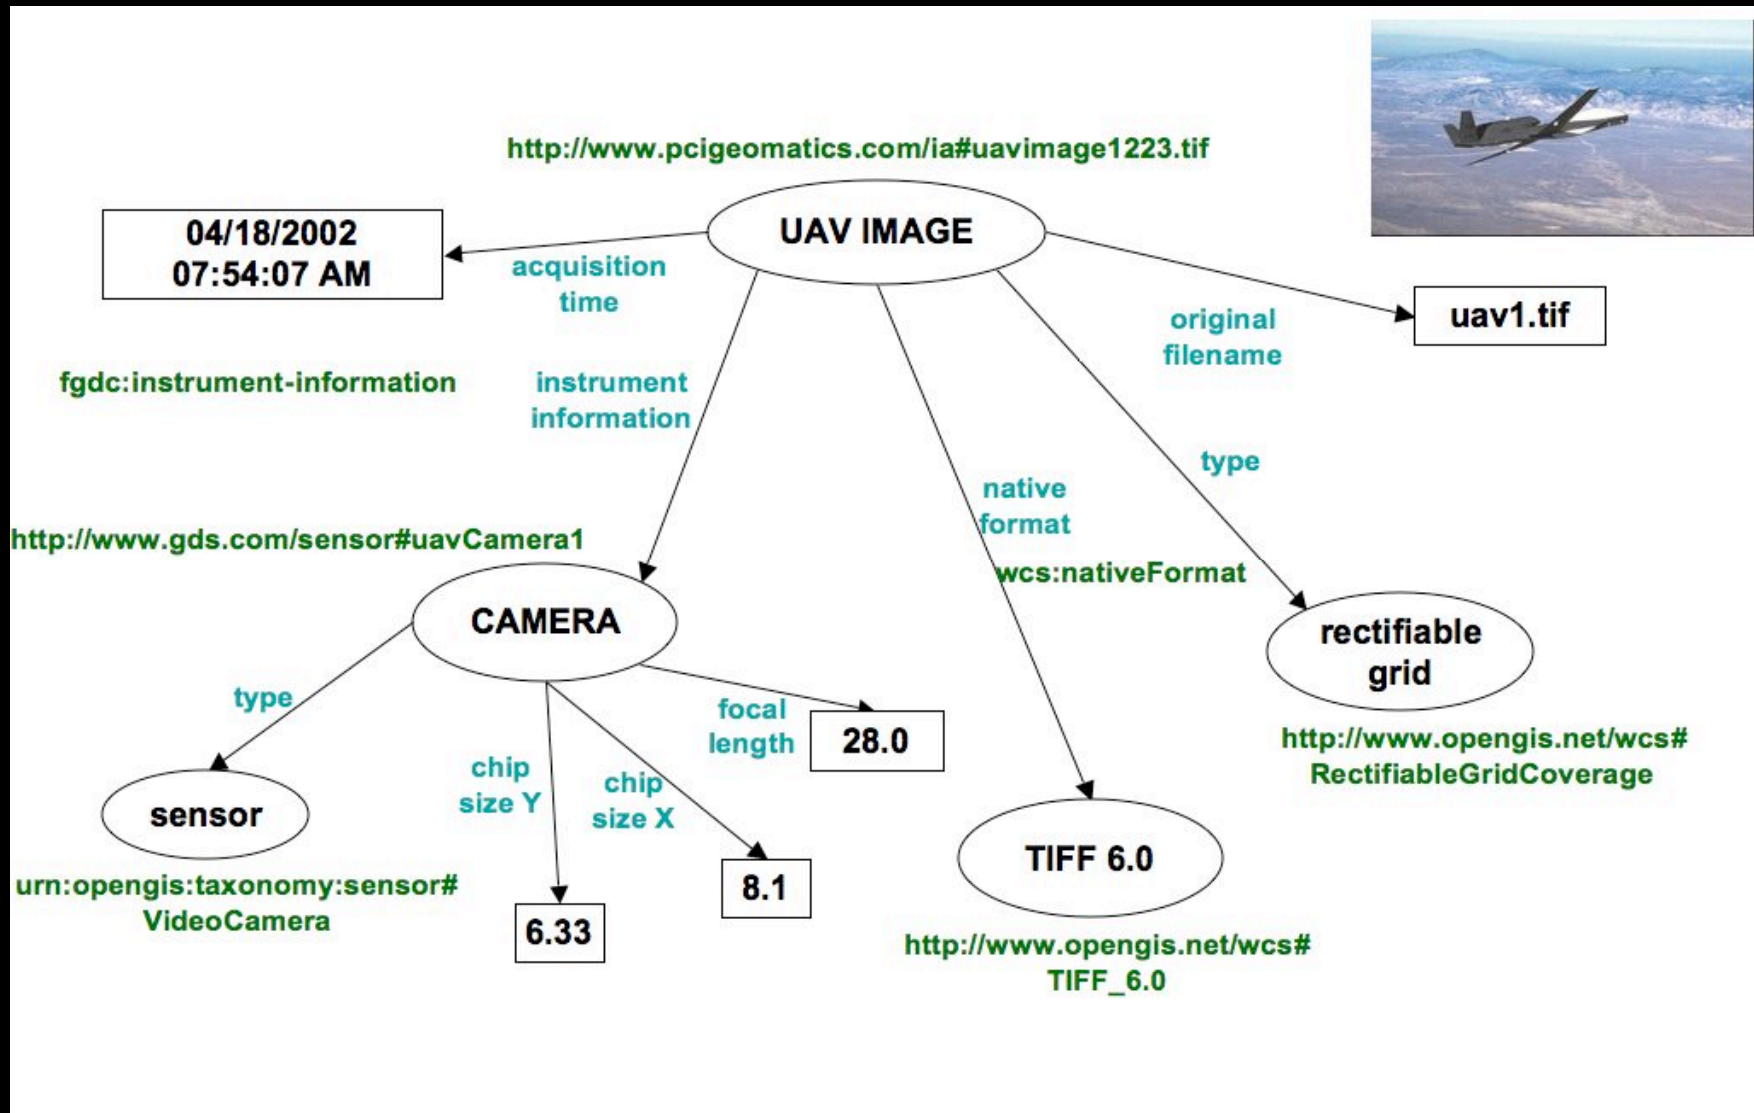 http://www.pcigeomatics.com/ia#uavimage1223.tif
UAV IMAGE
04/18/2002
07:54:07 AM
acquisition
time
uav1.tif
original
filename
fgdc:instrument-information
instrument
information
type
native
format
http://www.gds.com/sensor#uavCamera1
wcs:nativeFormat
CAMERA
rectifiable
grid
type
focal
length
28.0
http://www.opengis.net/wcs#
RectifiableGridCoverage
chip
size Y
chip
size X
sensor
TIFF 6.0
urn:opengis:taxonomy:sensor#
VideoCamera
8.1
6.33
http://www.opengis.net/wcs#
TIFF_6.0